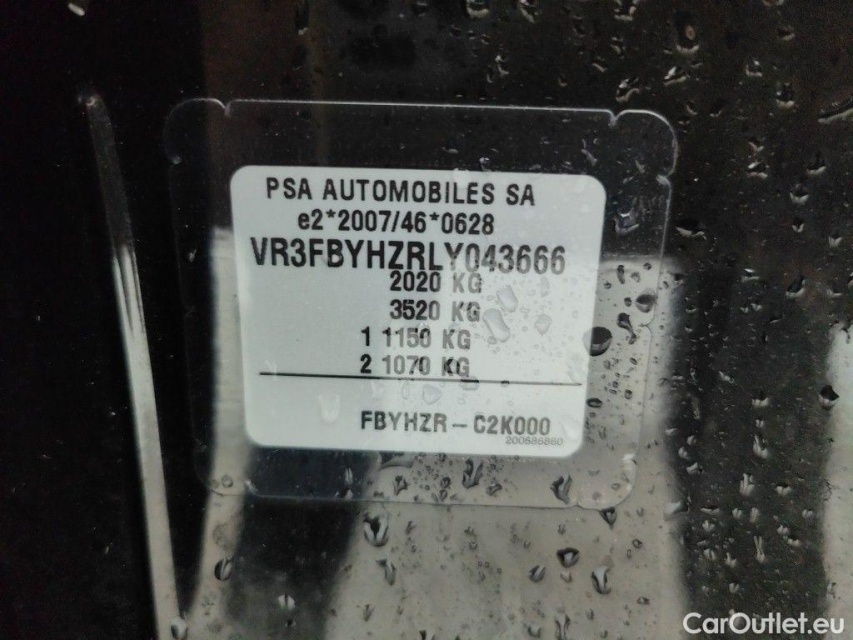 PSA AUTOMOBILES SA
e2*2007/46*0628
VR3FBYHZRLY043666
2020 KG
3520 KG
1 1150 KG
2 1070 KG
FBYHZR - C2K000
200686860
CarOutlet.eu